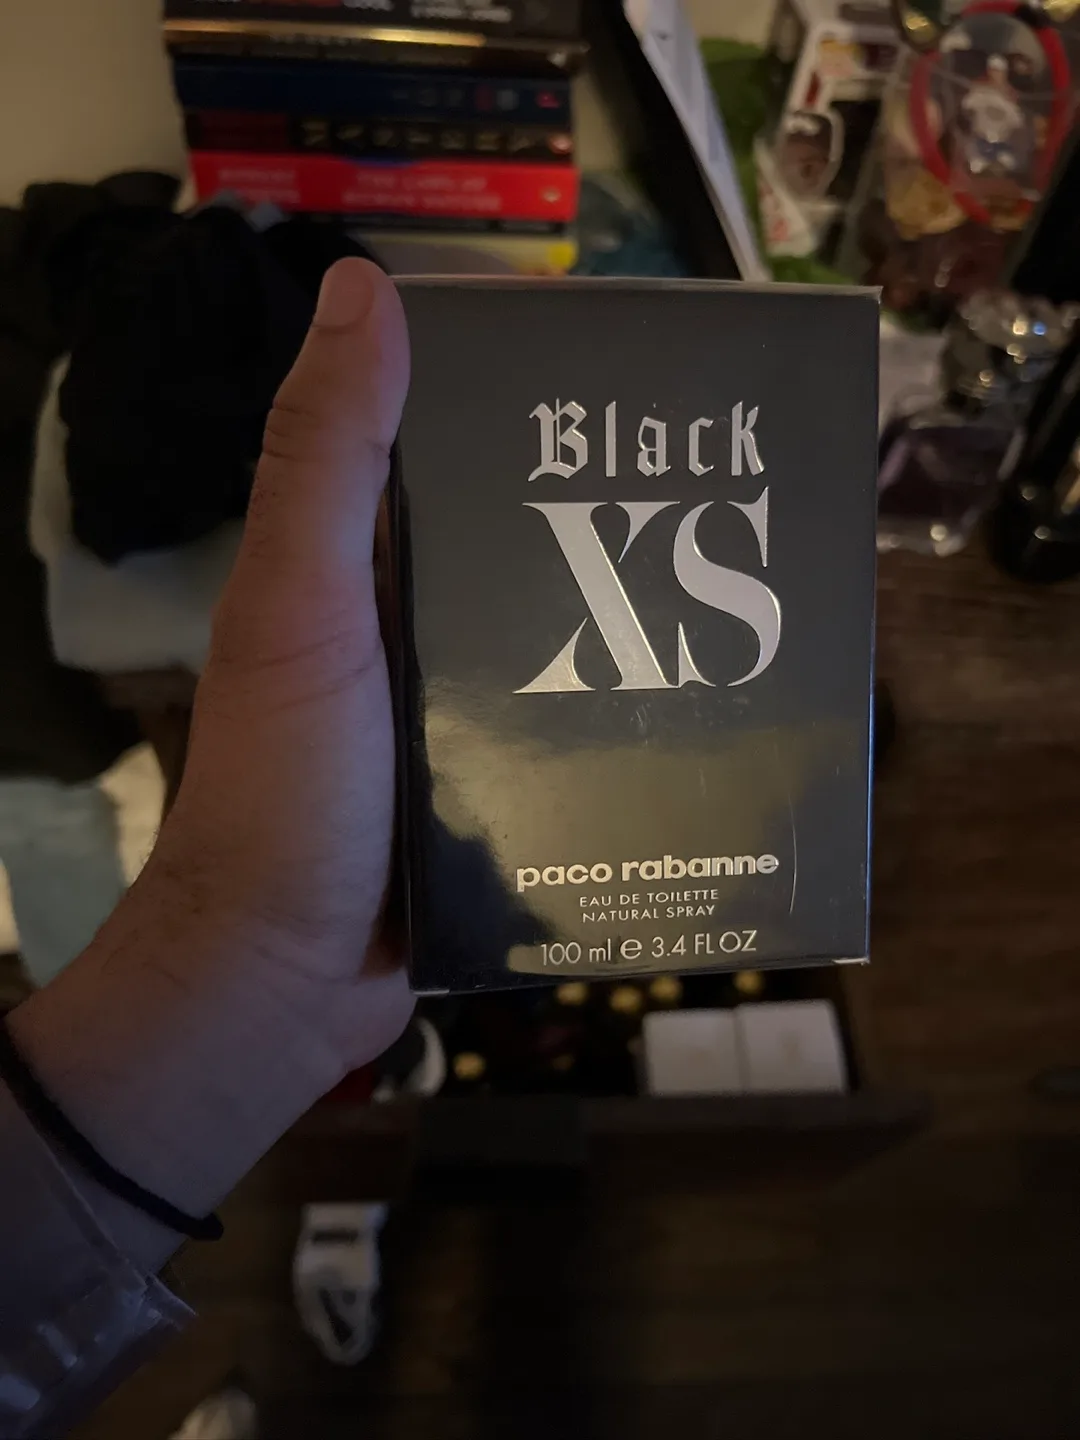 Black
XS
paco rabanne
EAU DE TOILETTE
NATURAL SPRAY
100 ml e 3.4 FL OZ